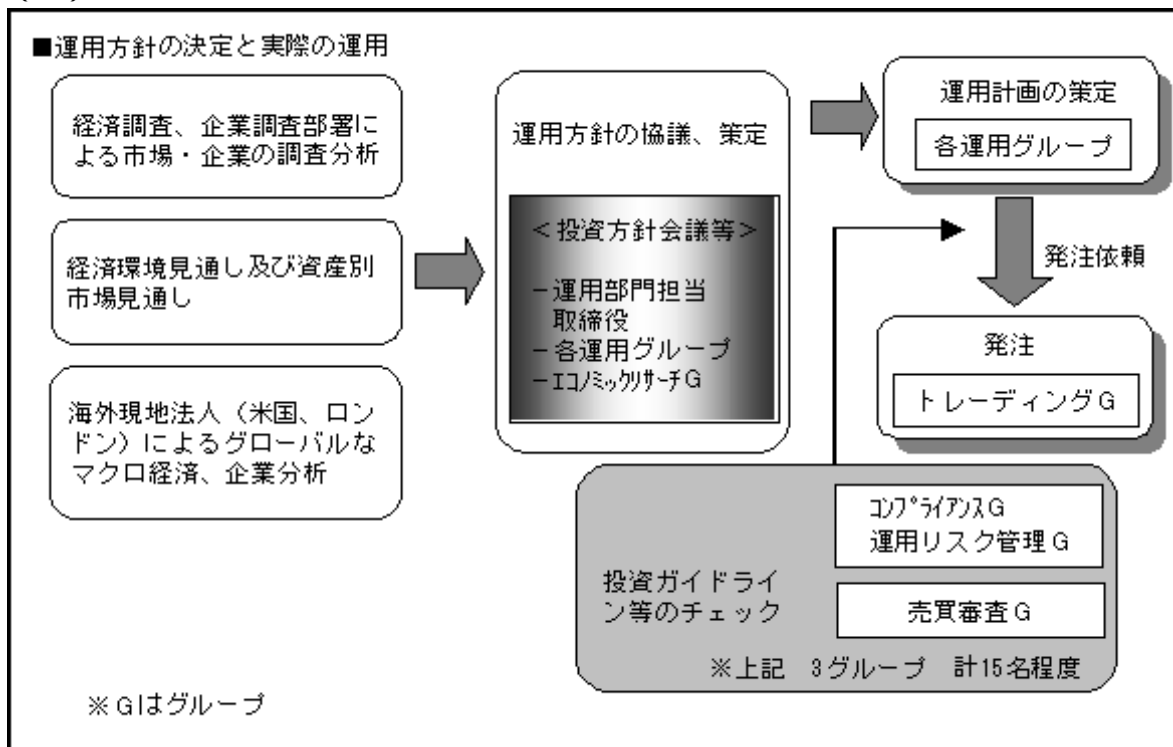 ■運用方針の決定と実際の運用
経済調査、企業調査部署に
よる市場・企業の調査分析
経済環境見通し及び資産別
市場見通し
海外現地法人（米国、ロン
ドン）によるグローバルな
マクロ経済、企業分析
運用方針の協議、策定
＜投資方針会議等＞
－運用部門担当
取締役
－各運用グループ
－ｴｺﾉﾐｯｸﾘｻｰﾁＧ
運用計画の策定
各運用グループ
発注依頼
発注
トレーディングＧ
ｺﾝﾌﾟﾗｲｱﾝｽＧ
運用リスク管理Ｇ
投資ガイドライ
ン等のチェック
売買審査Ｇ
※上記　3グループ　計15名程度
※Ｇはグループ